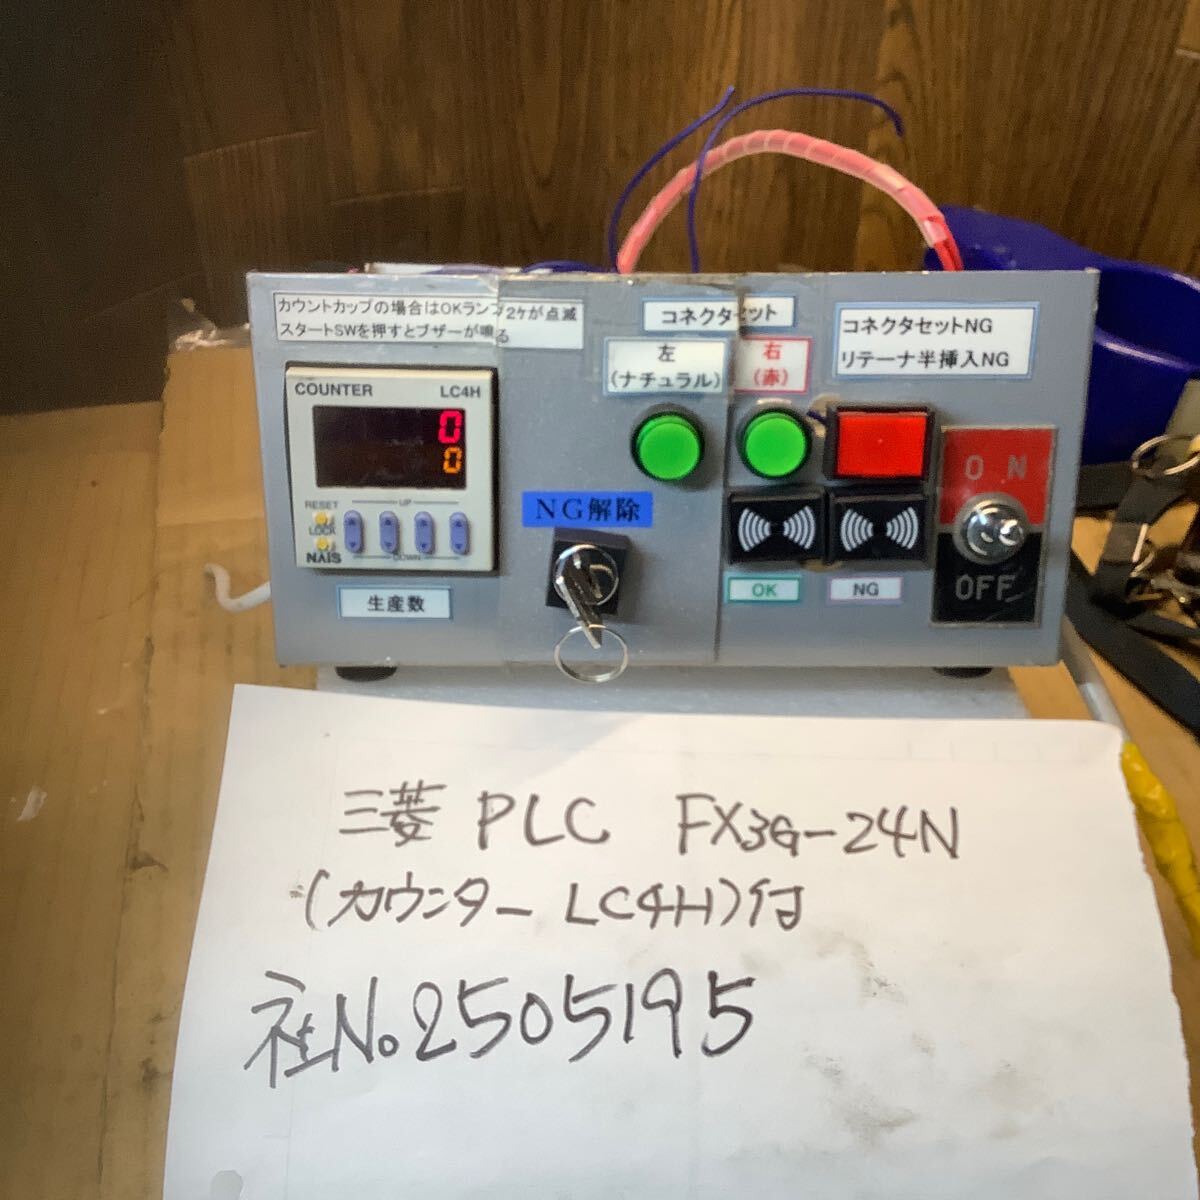 カウントカップの場合はOKランプ2ケが点滅
スタートSWを押すとブザーが鳴る
コネクタセット
左
(ナチュラル)
右
(赤)
コネクタセットNG
リテーナ半挿入NG
COUNTER LC4H
0
0
RESET
UP
LOCK
DOWN
NAiS
生産数
NG解除
OK
NG
ON
OFF
三菱 PLC FX3G-24N
(カウンター LC4H)付
社No.2505195